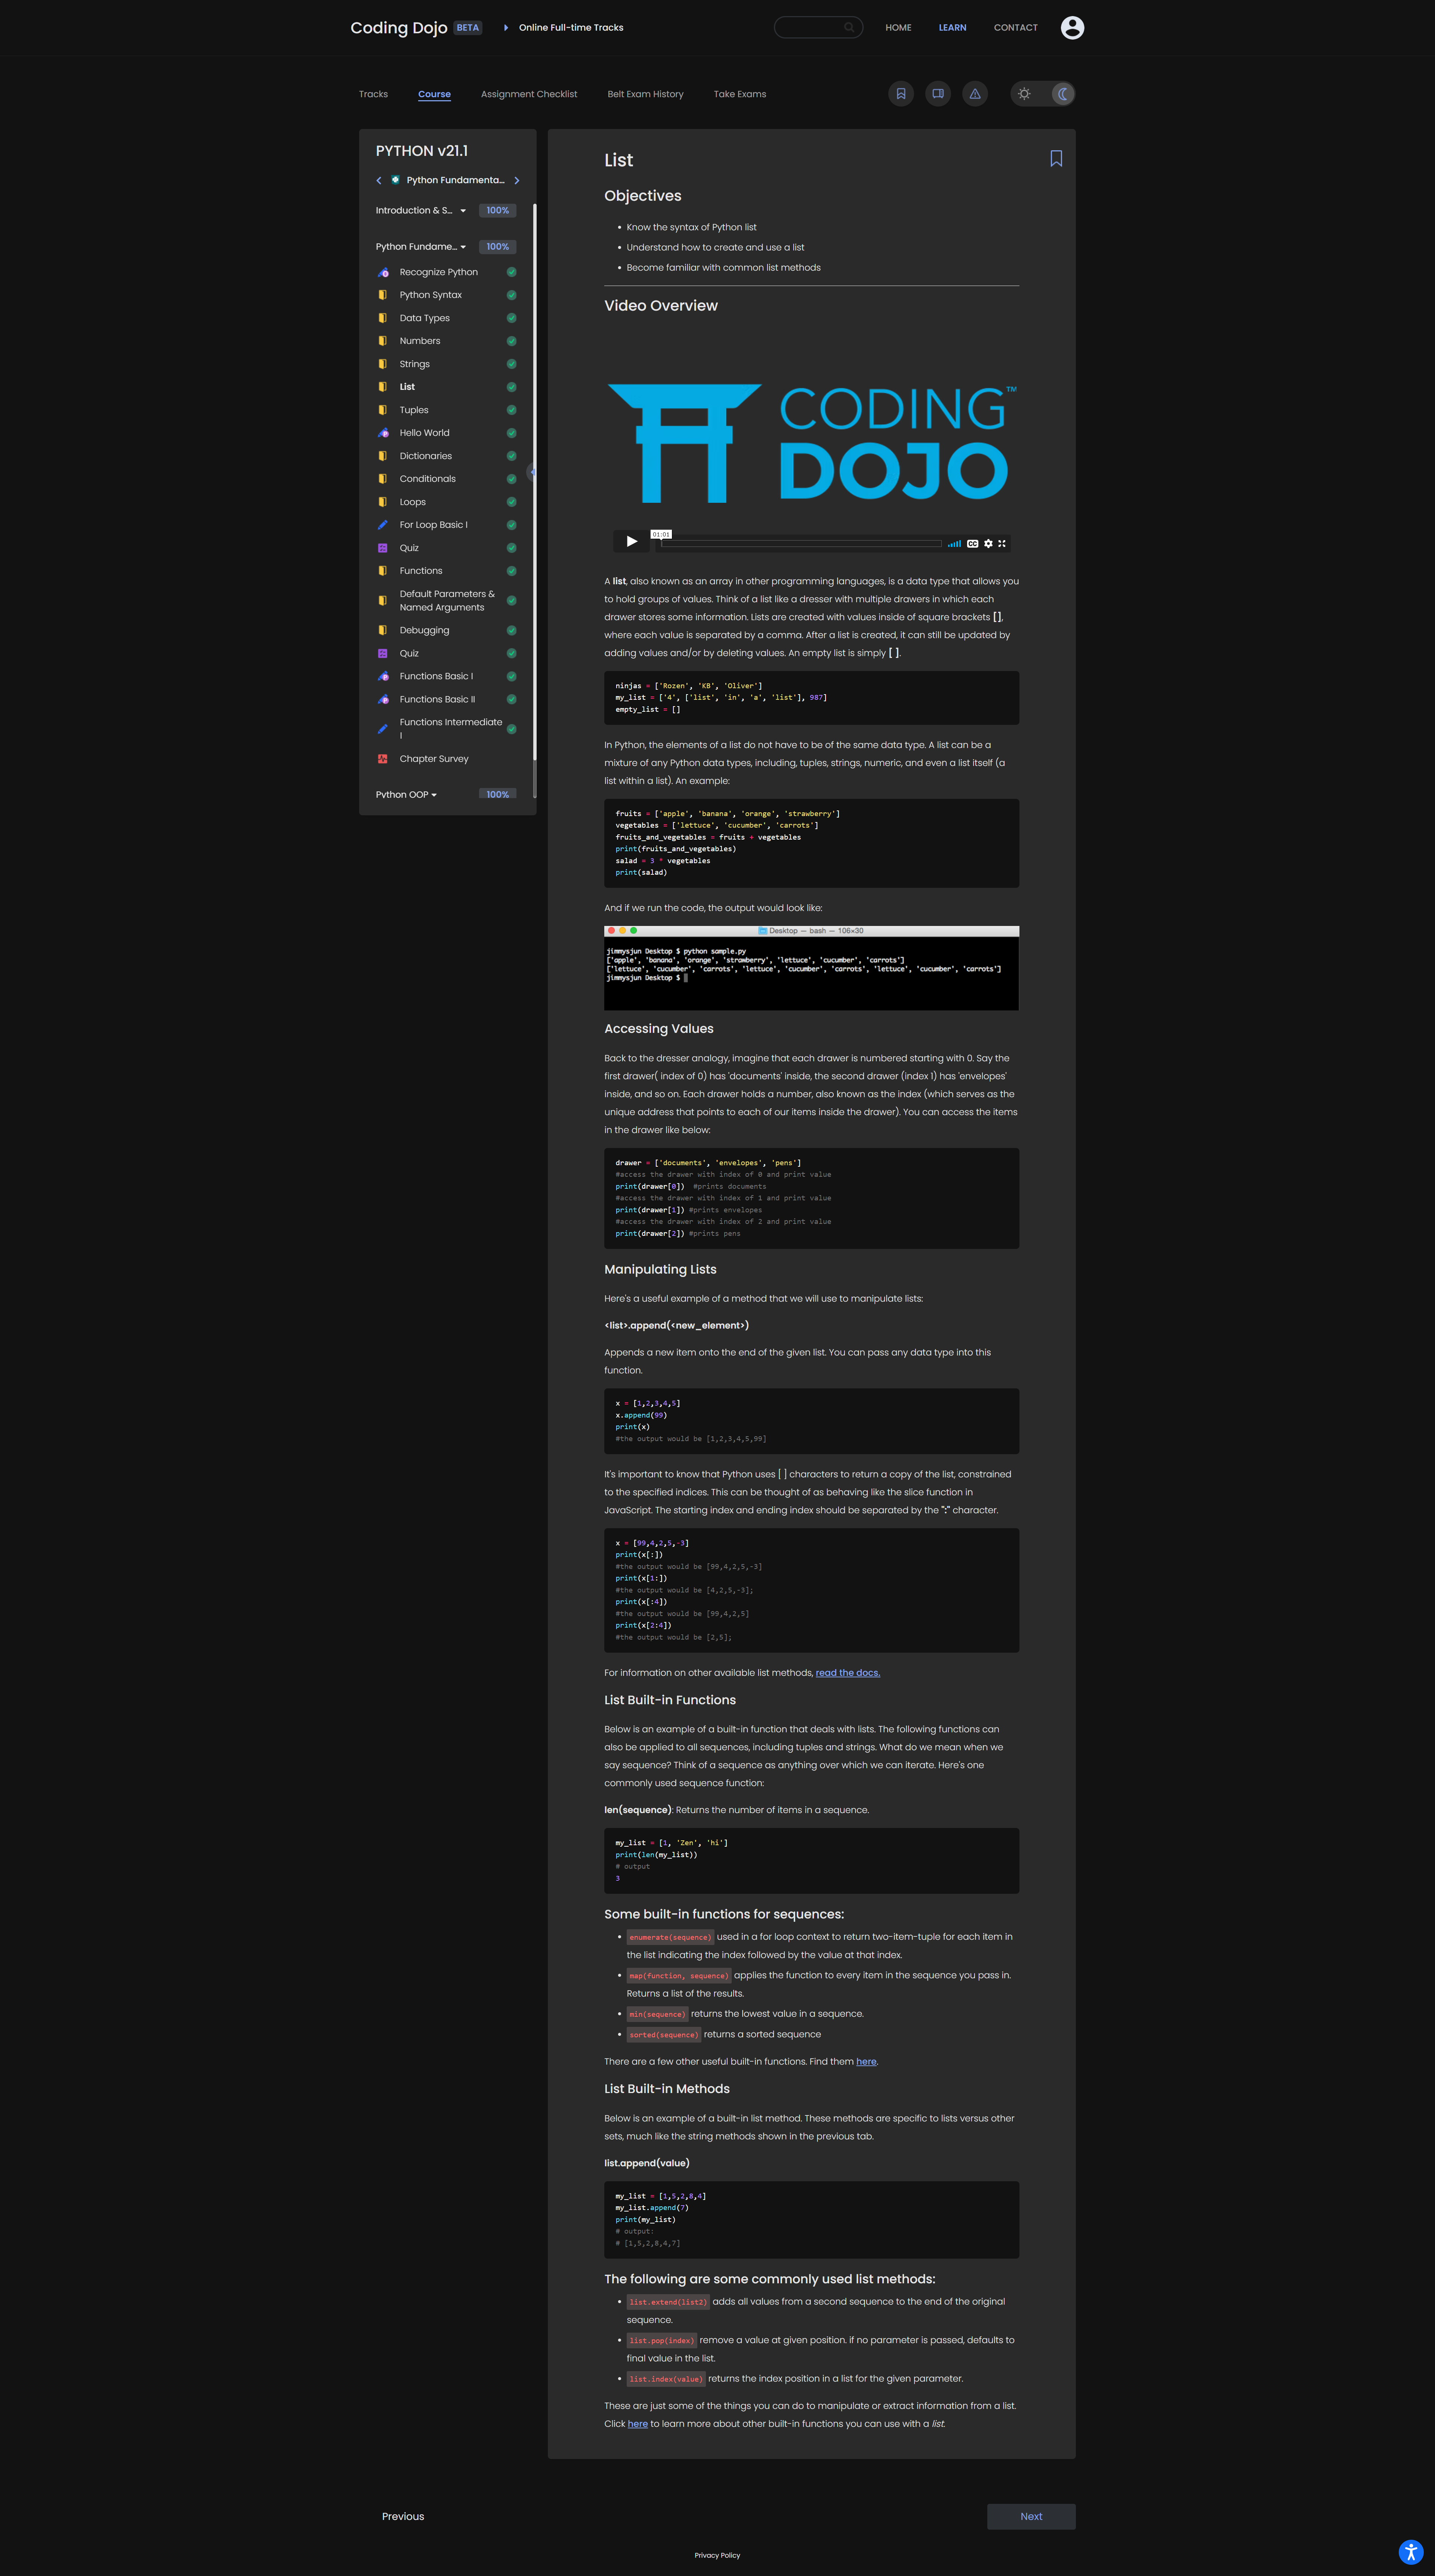 Coding Dojo BETA Online Full-time Tracks HOME LEARN CONTACT
Tracks Course Assignment Checklist Belt Exam History Take Exams
PYTHON v21.1
Python Fundamenta...
Introduction & S... 100%
Python Fundame... 100%
Recognize Python
Python Syntax
Data Types
Numbers
Strings
List
Tuples
Hello World
Dictionaries
Conditionals
Loops
For Loop Basic I
Quiz
Functions
Default Parameters &
Named Arguments
Debugging
Quiz
Functions Basic I
Functions Basic II
Functions Intermediate
I
Chapter Survey
Python OOP 100%
List
Objectives
Know the syntax of Python list
Understand how to create and use a list
Become familiar with common list methods
Video Overview
CODING™
DOJO
01:01
CC
A list, also known as an array in other programming languages, is a data type that allows you
to hold groups of values. Think of a list like a dresser with multiple drawers in which each
drawer stores some information. Lists are created with values inside of square brackets [],
where each value is separated by a comma. After a list is created, it can still be updated by
adding values and/or by deleting values. An empty list is simply [ ].
ninjas = ['Rozen', 'KB', 'Oliver']
my_list = ['4', ['list', 'in', 'a', 'list'], 987]
empty_list = []
In Python, the elements of a list do not have to be of the same data type. A list can be a
mixture of any Python data types, including, tuples, strings, numeric, and even a list itself (a
list within a list). An example:
fruits = ['apple', 'banana', 'orange', 'strawberry']
vegetables = ['lettuce', 'cucumber', 'carrots']
fruits_and_vegetables = fruits + vegetables
print(fruits_and_vegetables)
salad = 3 * vegetables
print(salad)
And if we run the code, the output would look like:
Desktop — bash — 106×30
jimmysjun Desktop $ python sample.py
['apple', 'banana', 'orange', 'strawberry', 'lettuce', 'cucumber', 'carrots']
['lettuce', 'cucumber', 'carrots', 'lettuce', 'cucumber', 'carrots', 'lettuce', 'cucumber', 'carrots']
jimmysjun Desktop $
Accessing Values
Back to the dresser analogy, imagine that each drawer is numbered starting with 0. Say the
first drawer( index of 0) has 'documents' inside, the second drawer (index 1) has 'envelopes'
inside, and so on. Each drawer holds a number, also known as the index (which serves as the
unique address that points to each of our items inside the drawer). You can access the items
in the drawer like below:
drawer = ['documents', 'envelopes', 'pens']
#access the drawer with index of 0 and print value
print(drawer[0])  #prints documents
#access the drawer with index of 1 and print value
print(drawer[1]) #prints envelopes
#access the drawer with index of 2 and print value
print(drawer[2]) #prints pens
Manipulating Lists
Here's a useful example of a method that we will use to manipulate lists:
<list>.append(<new_element>)
Appends a new item onto the end of the given list. You can pass any data type into this
function.
x = [1,2,3,4,5]
x.append(99)
print(x)
#the output would be [1,2,3,4,5,99]
It's important to know that Python uses [ ] characters to return a copy of the list, constrained
to the specified indices. This can be thought of as behaving like the slice function in
JavaScript. The starting index and ending index should be separated by the ":" character.
x = [99,4,2,5,-3]
print(x[:])
#the output would be [99,4,2,5,-3]
print(x[1:])
#the output would be [4,2,5,-3];
print(x[:4])
#the output would be [99,4,2,5]
print(x[2:4])
#the output would be [2,5];
For information on other available list methods, read the docs.
List Built-in Functions
Below is an example of a built-in function that deals with lists. The following functions can
also be applied to all sequences, including tuples and strings. What do we mean when we
say sequence? Think of a sequence as anything over which we can iterate. Here's one
commonly used sequence function:
len(sequence): Returns the number of items in a sequence.
my_list = [1, 'Zen', 'hi']
print(len(my_list))
# output
3
Some built-in functions for sequences:
enumerate(sequence) used in a for loop context to return two-item-tuple for each item in
the list indicating the index followed by the value at that index.
map(function, sequence) applies the function to every item in the sequence you pass in.
Returns a list of the results.
min(sequence) returns the lowest value in a sequence.
sorted(sequence) returns a sorted sequence
There are a few other useful built-in functions. Find them here.
List Built-in Methods
Below is an example of a built-in list method. These methods are specific to lists versus other
sets, much like the string methods shown in the previous tab.
list.append(value)
my_list = [1,5,2,8,4]
my_list.append(7)
print(my_list)
# output:
# [1,5,2,8,4,7]
The following are some commonly used list methods:
list.extend(list2) adds all values from a second sequence to the end of the original
sequence.
list.pop(index) remove a value at given position. if no parameter is passed, defaults to
final value in the list.
list.index(value) returns the index position in a list for the given parameter.
These are just some of the things you can do to manipulate or extract information from a list.
Click here to learn more about other built-in functions you can use with a list.
Previous Next
Privacy Policy